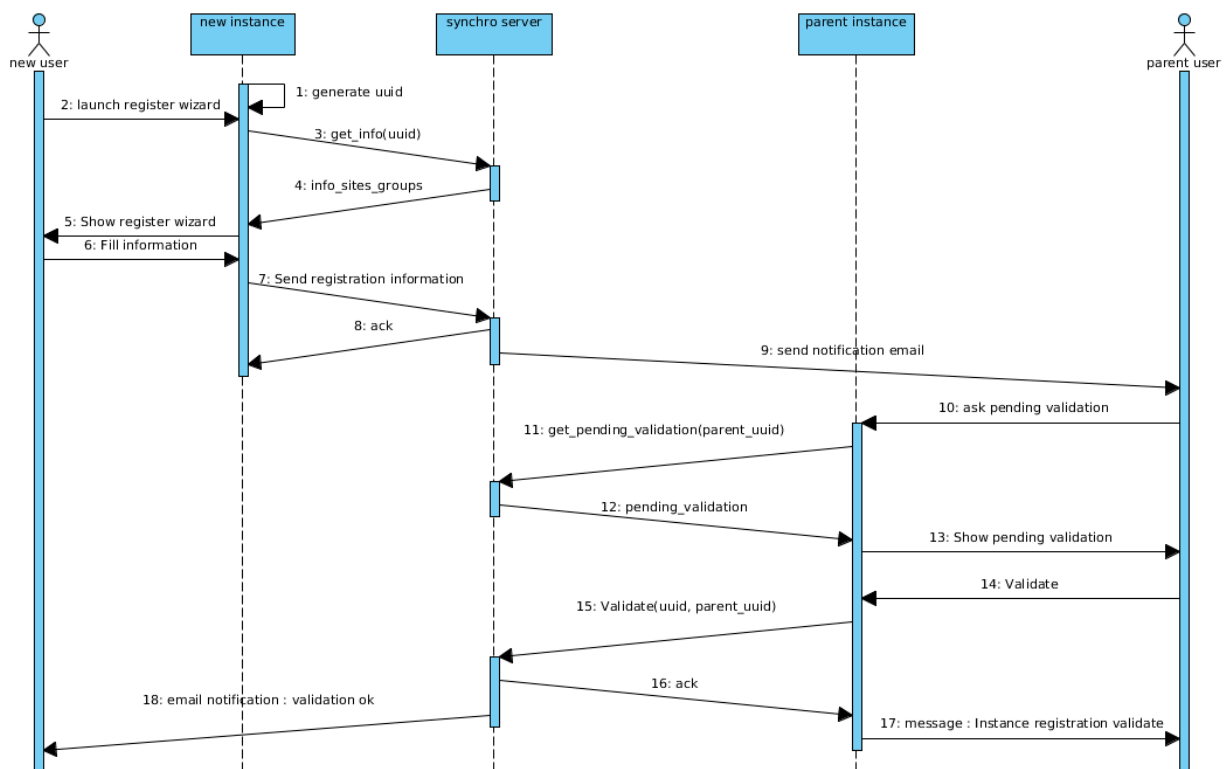 new instance
synchro server
parent instance
new user
parent user
1: generate uuid
2: launch register wizard
3: get_info(uuid)
4: info_sites_groups
5: Show register wizard
6: Fill information
7: Send registration information
8: ack
9: send notification email
10: ask pending validation
11: get_pending_validation(parent_uuid)
12: pending_validation
13: Show pending validation
14: Validate
15: Validate(uuid, parent_uuid)
16: ack
18: email notification : validation ok
17: message : Instance registration validate